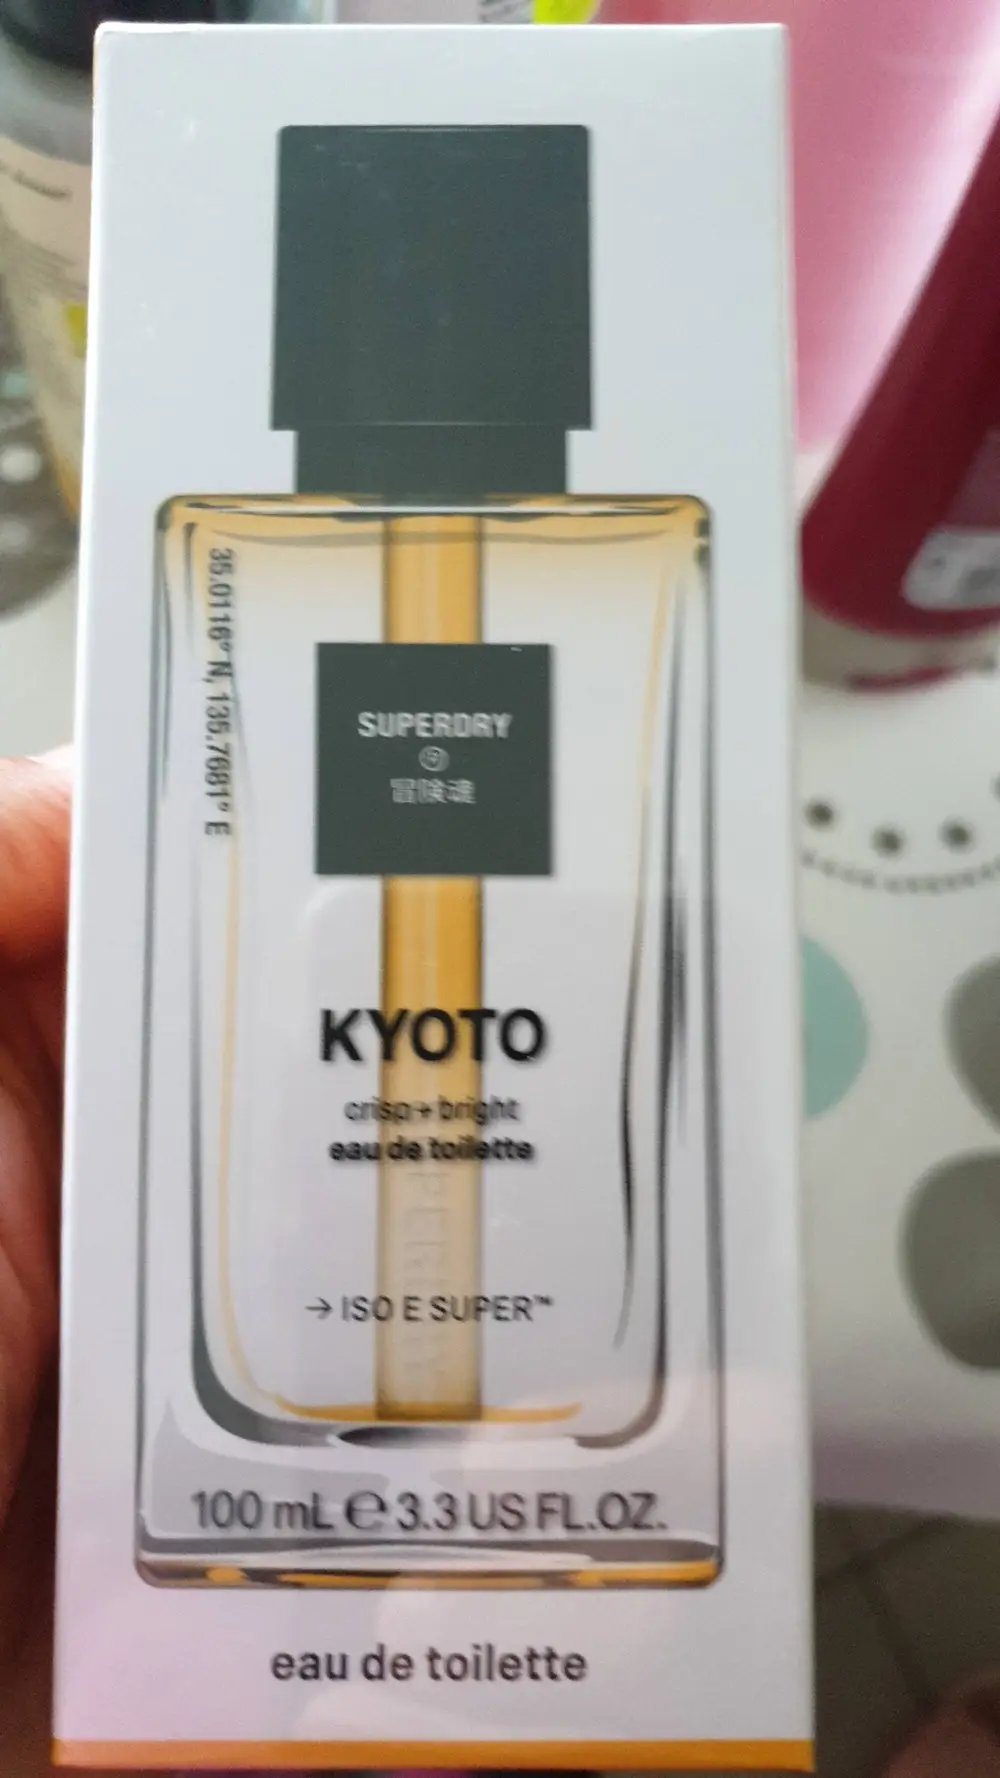 SUPERDRY
®
冒険魂
35.0116° N, 135.7681° E
KYOTO
crisp + bright
eau de toilette
→ ISO E SUPER™
100 mL ℮ 3.3 US FL.OZ.
eau de toilette